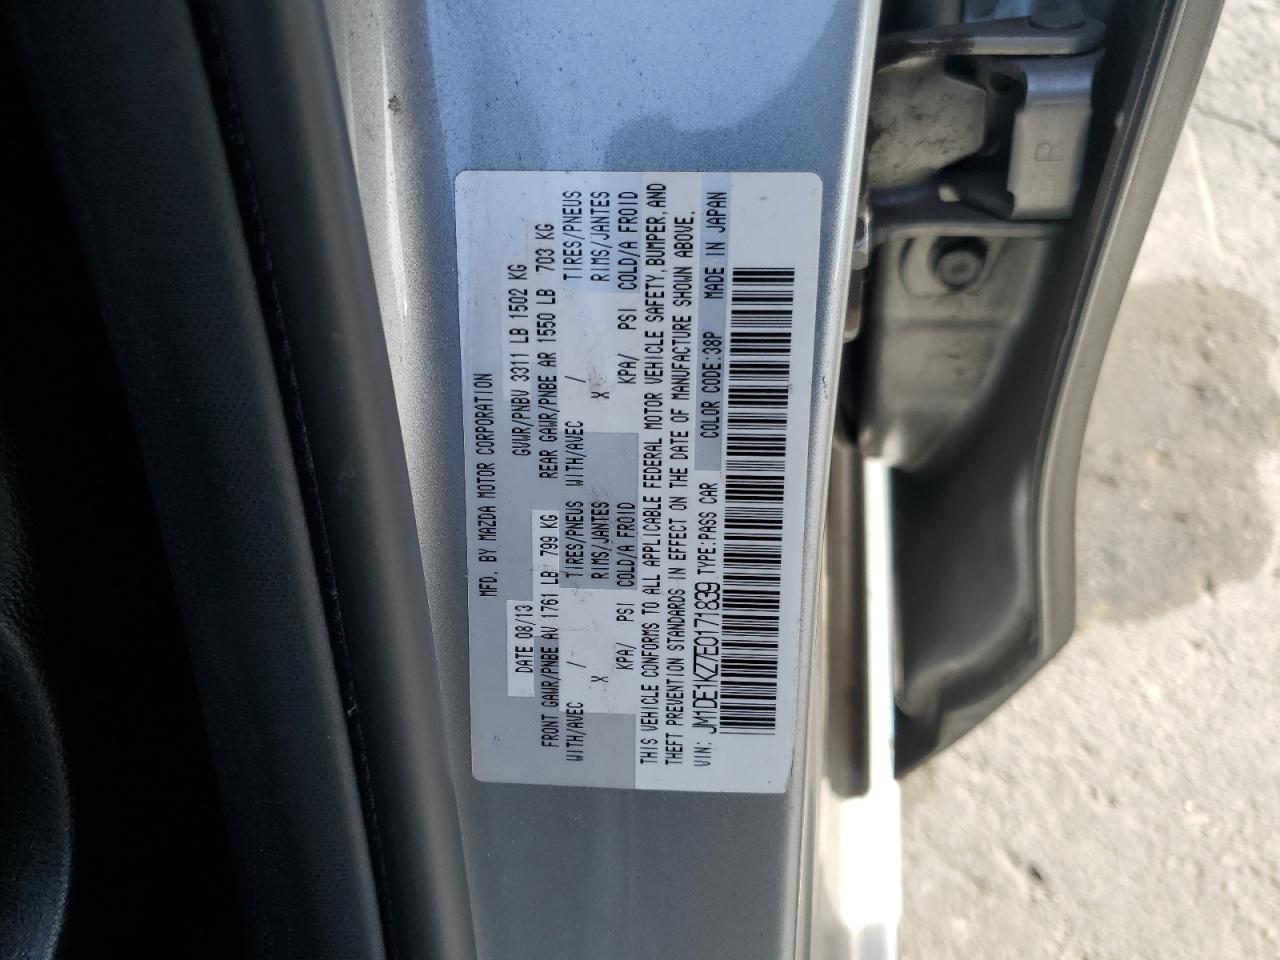 MFD. BY MAZDA MOTOR CORPORATION
DATE 08/13 GVWR/PNBV 3311 LB 1502 KG
FRONT GAWR/PNBE AV 1761 LB 799 KG REAR GAWR/PNBE AR 1550 LB 703 KG
WITH/AVEC / TIRES/PNEUS WITH/AVEC / TIRES/PNEUS
X RIMS/JANTES X RIMS/JANTES
KPA/ PSI COLD/A FROID KPA/ PSI COLD/A FROID
THIS VEHICLE CONFORMS TO ALL APPLICABLE FEDERAL MOTOR VEHICLE SAFETY, BUMPER, AND
THEFT PREVENTION STANDARDS IN EFFECT ON THE DATE OF MANUFACTURE SHOWN ABOVE.
VIN: JM1DE1KZ7E0171839 TYPE:PASS CAR COLOR CODE:38P MADE IN JAPAN
R